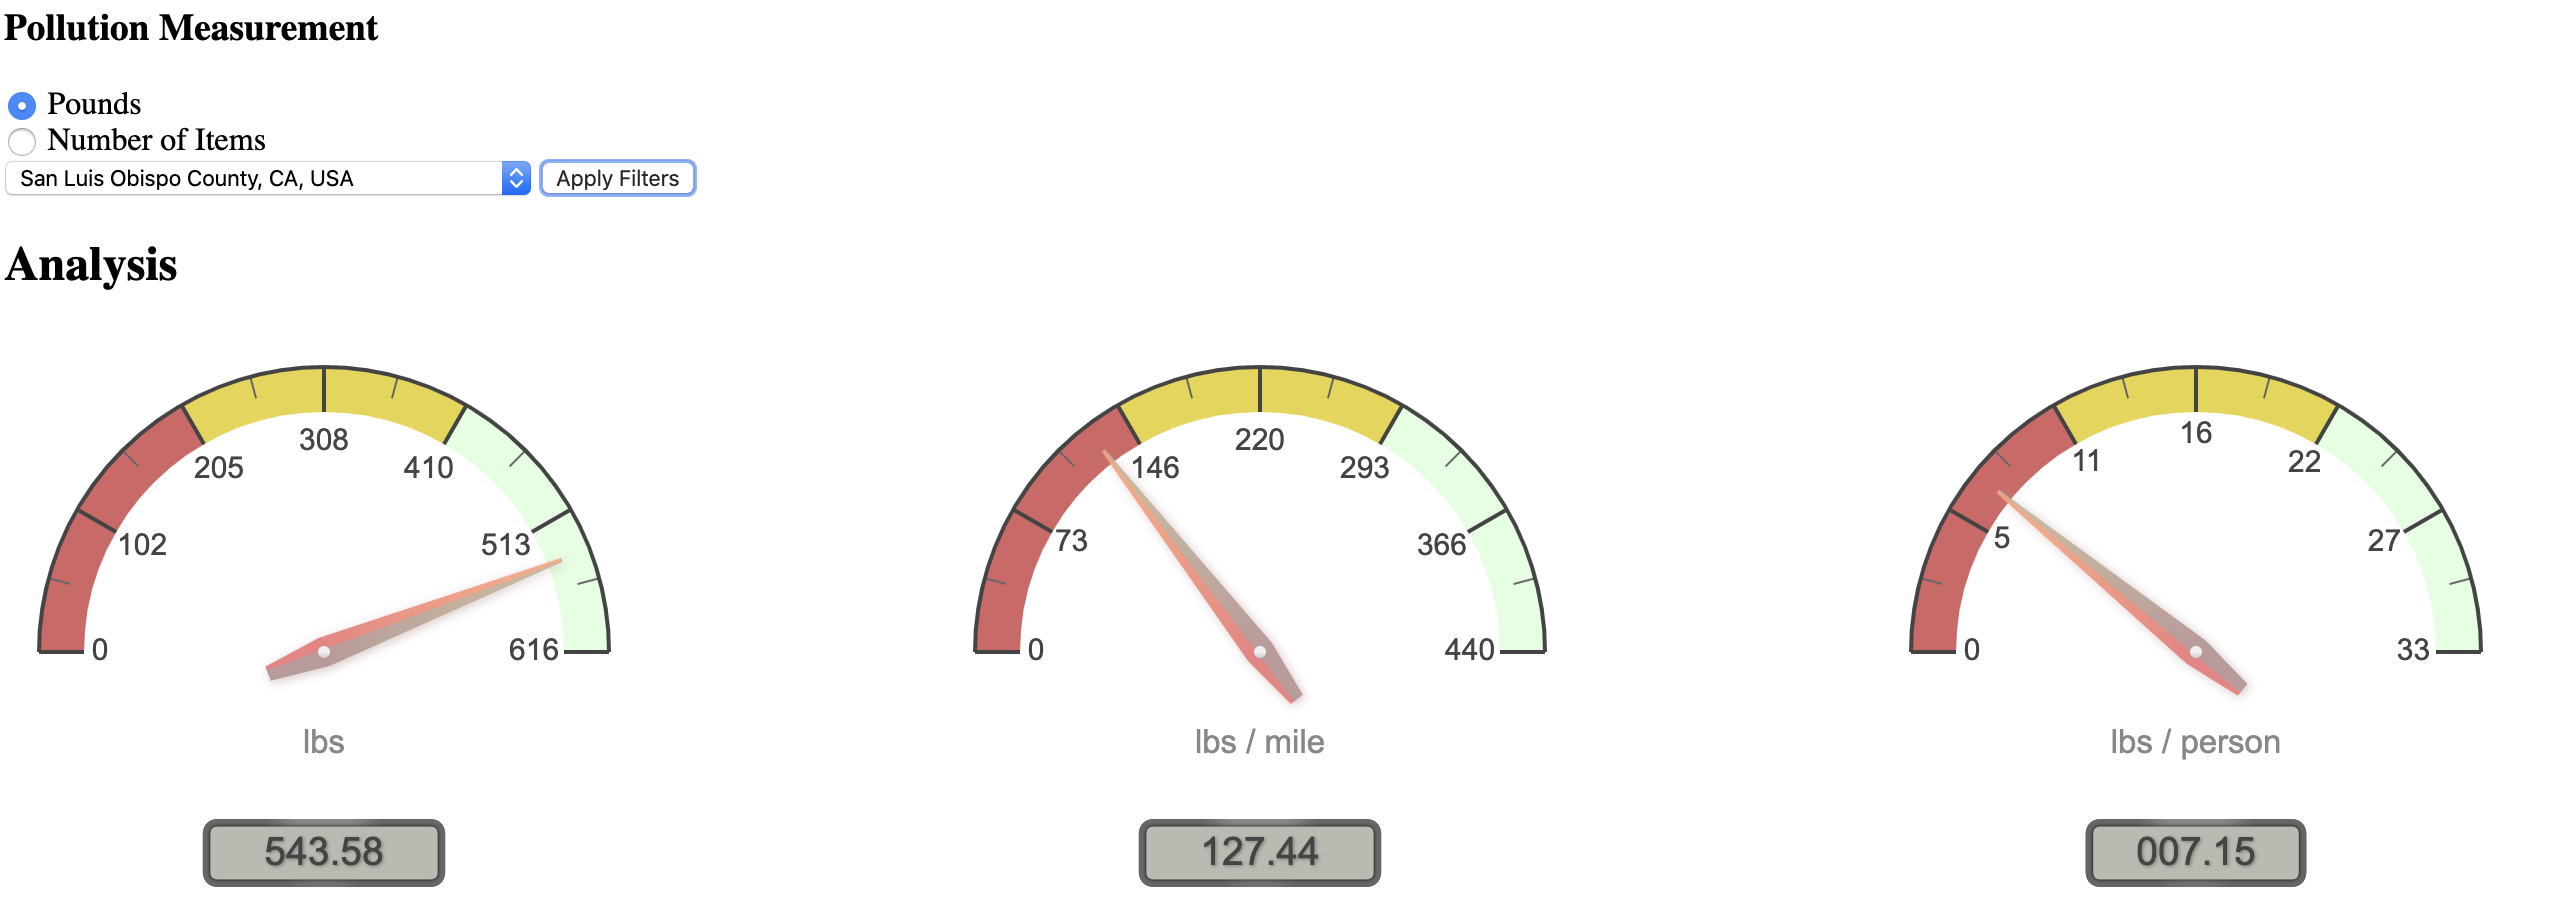 Pollution Measurement
Pounds
Number of Items
San Luis Obispo County, CA, USA Apply Filters
Analysis
0 102 205 308 410 513 616
lbs
543.58
0 73 146 220 293 366 440
lbs / mile
127.44
0 5 11 16 22 27 33
lbs / person
007.15